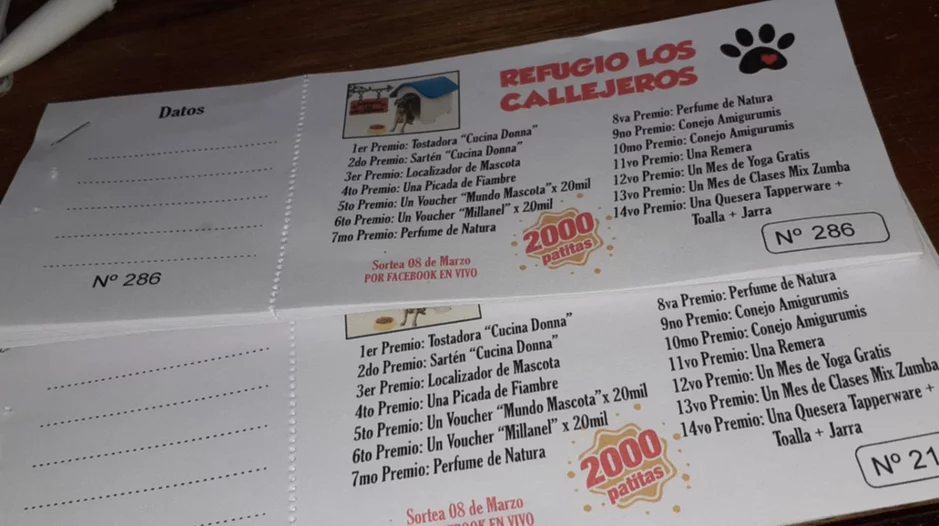 Datos
Nº 286
REFUGIO LOS
CALLEJEROS
1er Premio: Tostadora "Cucina Donna"
2do Premio: Sartén "Cucina Donna"
3er Premio: Localizador de Mascota
4to Premio: Una Picada de Fiambre
5to Premio: Un Voucher "Mundo Mascota"x 20mil
6to Premio: Un Voucher "Millanel" x 20mil
7mo Premio: Perfume de Natura
8va Premio: Perfume de Natura
9no Premio: Conejo Amigurumis
10mo Premio: Conejo Amigurumis
11vo Premio: Una Remera
12vo Premio: Un Mes de Yoga Gratis
13vo Premio: Un Mes de Clases Mix Zumba
14vo Premio: Una Quesera Tapperware +
Toalla + Jarra
Sortea 08 de Marzo
POR FACEBOOK EN VIVO
2000
patitas
Nº 286
1er Premio: Tostadora "Cucina Donna"
2do Premio: Sartén "Cucina Donna"
3er Premio: Localizador de Mascota
4to Premio: Una Picada de Fiambre
5to Premio: Un Voucher "Mundo Mascota"x 20mil
6to Premio: Un Voucher "Millanel" x 20mil
7mo Premio: Perfume de Natura
8va Premio: Perfume de Natura
9no Premio: Conejo Amigurumis
10mo Premio: Conejo Amigurumis
11vo Premio: Una Remera
12vo Premio: Un Mes de Yoga Gratis
13vo Premio: Un Mes de Clases Mix Zumba
14vo Premio: Una Quesera Tapperware +
Toalla + Jarra
Sortea 08 de Marzo
EN VIVO
2000
patitas
Nº 21